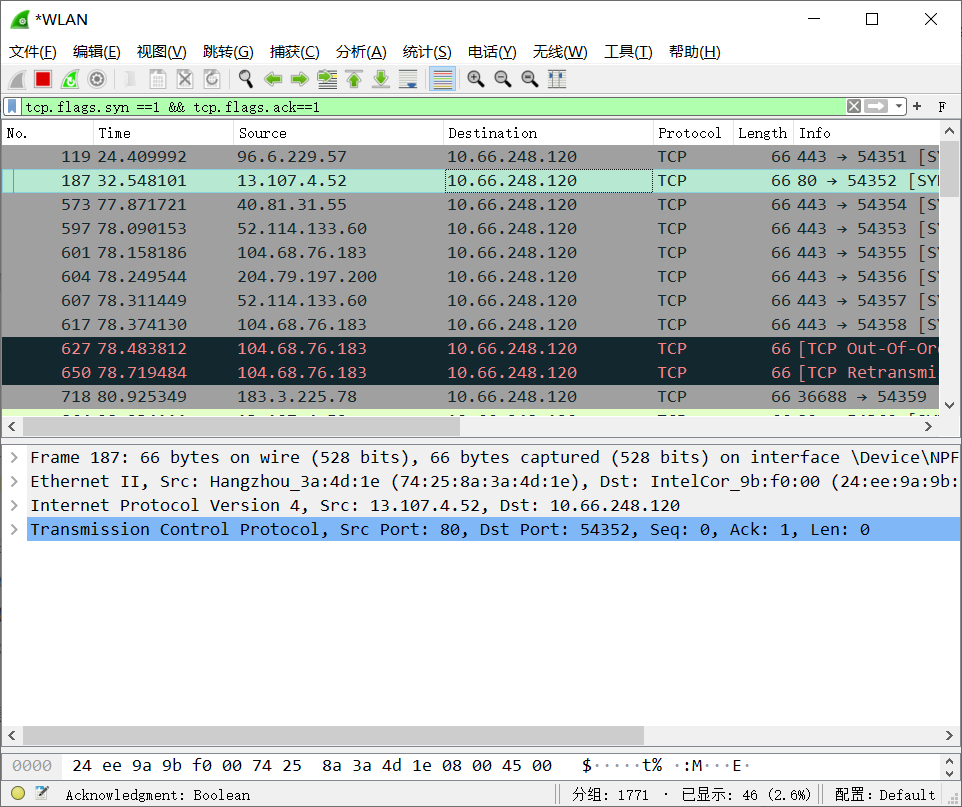 *WLAN
文件(F) 编辑(E) 视图(V) 跳转(G) 捕获(C) 分析(A) 统计(S) 电话(Y) 无线(W) 工具(T) 帮助(H)
tcp.flags.syn ==1 && tcp.flags.ack==1 + F
No. Time Source Destination Protocol Length Info
119 24.409992 96.6.229.57 10.66.248.120 TCP 66 443 → 54351 [SY
187 32.548101 13.107.4.52 10.66.248.120 TCP 66 80 → 54352 [SY
573 77.871721 40.81.31.55 10.66.248.120 TCP 66 443 → 54354 [SY
597 78.090153 52.114.133.60 10.66.248.120 TCP 66 443 → 54353 [SY
601 78.158186 104.68.76.183 10.66.248.120 TCP 66 443 → 54355 [SY
604 78.249544 204.79.197.200 10.66.248.120 TCP 66 443 → 54356 [SY
607 78.311449 52.114.133.60 10.66.248.120 TCP 66 443 → 54357 [SY
617 78.374130 104.68.76.183 10.66.248.120 TCP 66 443 → 54358 [SY
627 78.483812 104.68.76.183 10.66.248.120 TCP 66 [TCP Out-Of-Or
650 78.719484 104.68.76.183 10.66.248.120 TCP 66 [TCP Retransmi
718 80.925349 183.3.225.78 10.66.248.120 TCP 66 36688 → 54359
Frame 187: 66 bytes on wire (528 bits), 66 bytes captured (528 bits) on interface \Device\NPF
Ethernet II, Src: Hangzhou_3a:4d:1e (74:25:8a:3a:4d:1e), Dst: IntelCor_9b:f0:00 (24:ee:9a:9b:
Internet Protocol Version 4, Src: 13.107.4.52, Dst: 10.66.248.120
Transmission Control Protocol, Src Port: 80, Dst Port: 54352, Seq: 0, Ack: 1, Len: 0
0000 24 ee 9a 9b f0 00 74 25 8a 3a 4d 1e 08 00 45 00 $·····t% ·:M···E·
Acknowledgment: Boolean 分组: 1771 · 已显示: 46 (2.6%) 配置: Default